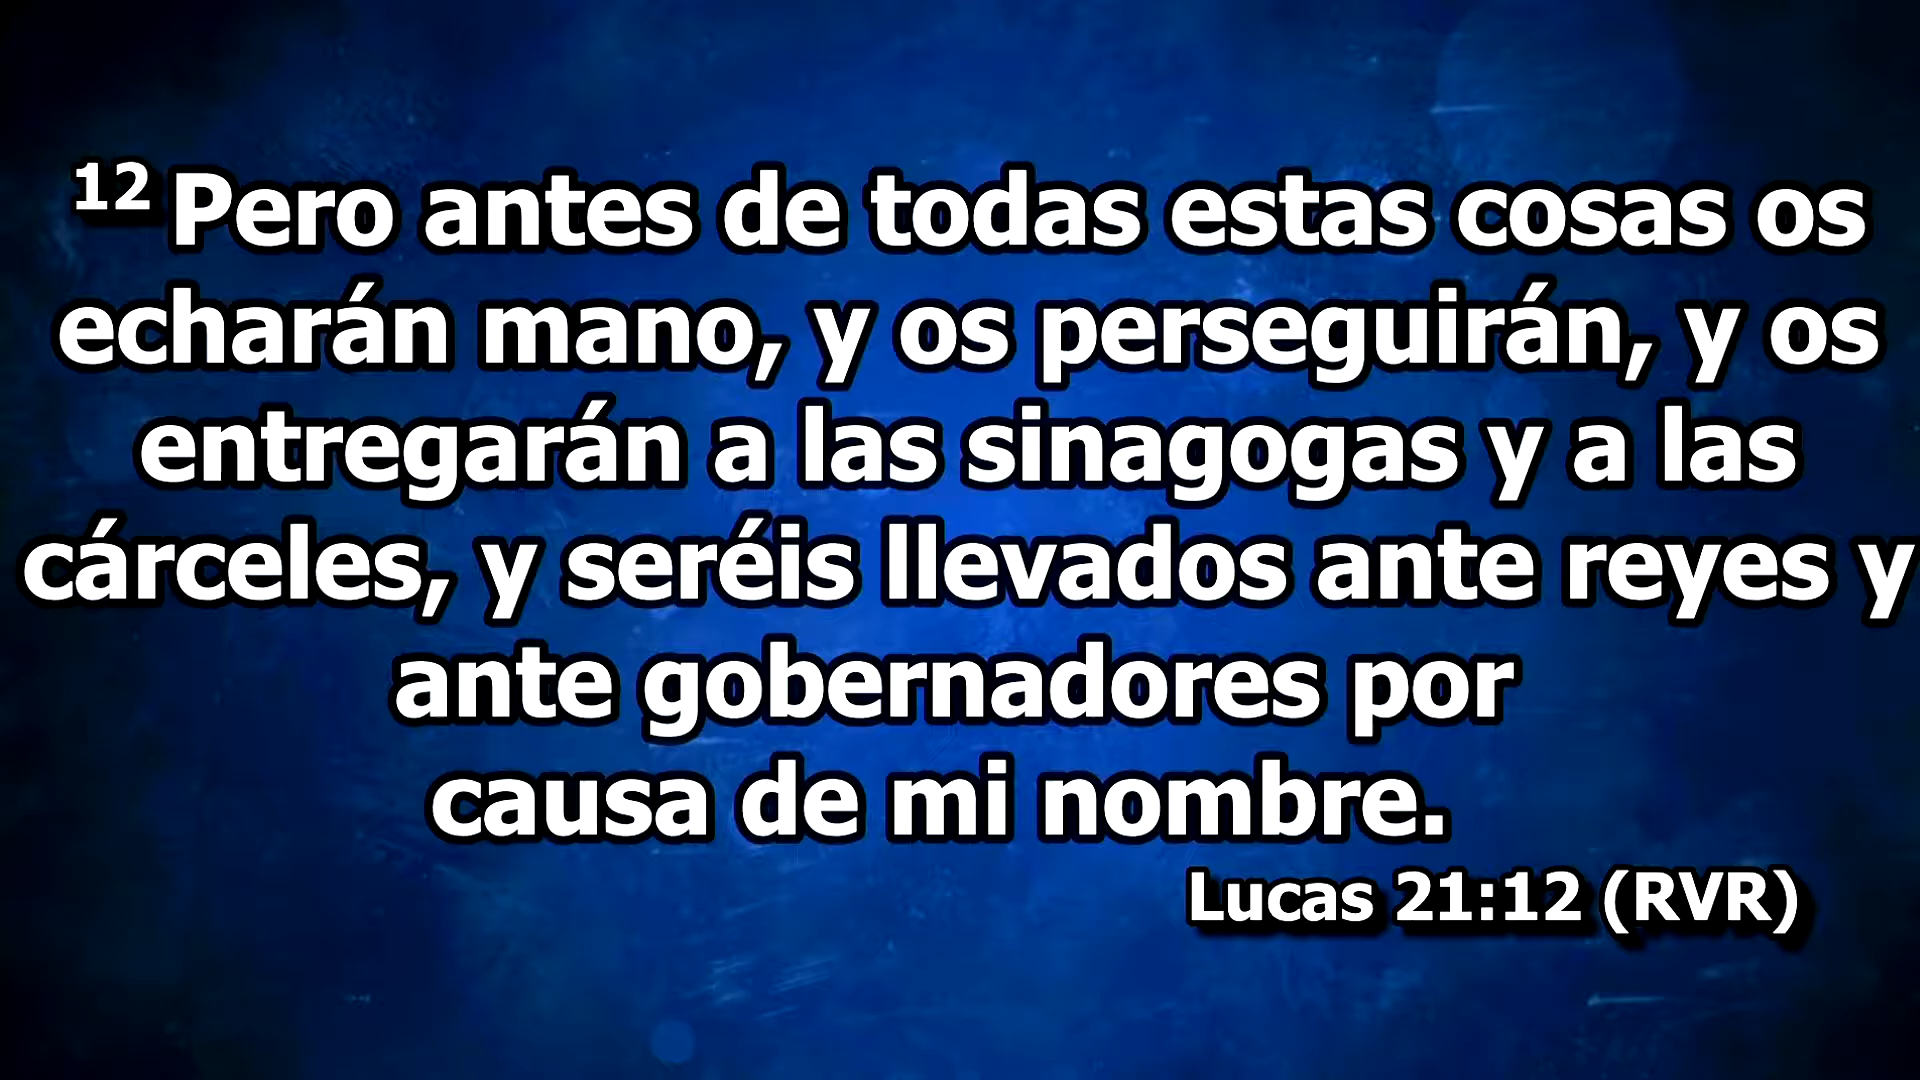 12 Pero antes de todas estas cosas os
echarán mano, y os perseguirán, y os
entregarán a las sinagogas y a las
cárceles, y seréis llevados ante reyes y
ante gobernadores por
causa de mi nombre.
Lucas 21:12 (RVR)